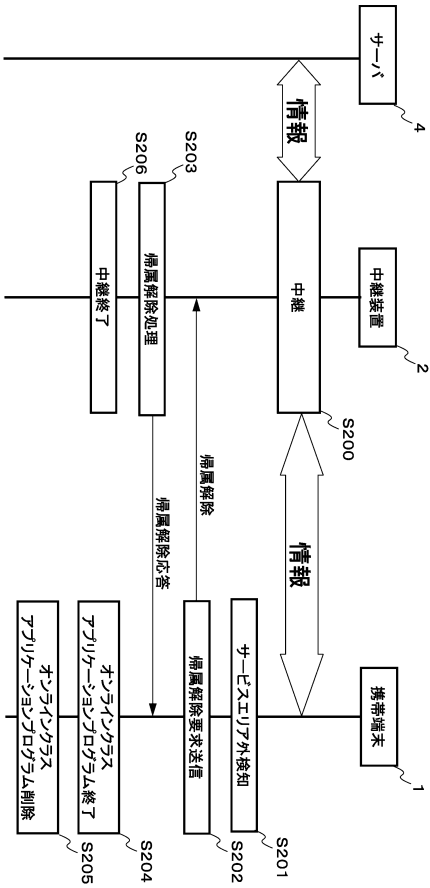 携帯端末
1
中継装置
2
サーバ
4
情報
中継
S200
情報
サービスエリア外検知
S201
帰属解除要求送信
S202
帰属解除
帰属解除処理
S203
帰属解除応答
中継終了
S206
オンラインクラス
アプリケーションプログラム終了
S204
オンラインクラス
アプリケーションプログラム削除
S205